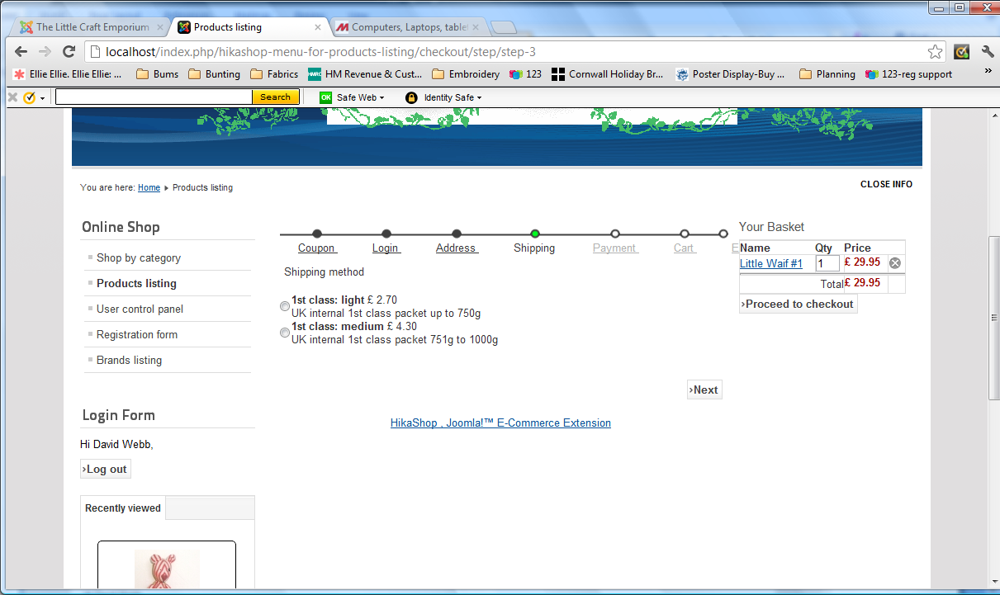 The Little Craft Emporium
Products listing
Computers, Laptops, table
localhost/index.php/hikashop-menu-for-products-listing/checkout/step/step-3
Ellie Ellie. Ellie Ellie: ... Bums Bunting Fabrics HM Revenue & Cust... Embroidery 123 Cornwall Holiday Br... Poster Display-Buy ... Planning 123-reg support »
Search OK Safe Web Identity Safe
You are here: Home Products listing
CLOSE INFO
Online Shop
Shop by category
Products listing
User control panel
Registration form
Brands listing
Login Form
Hi David Webb,
›Log out
Recently viewed
Coupon Login Address Shipping Payment Cart E
Shipping method
1st class: light £ 2.70
UK internal 1st class packet up to 750g
1st class: medium £ 4.30
UK internal 1st class packet 751g to 1000g
›Next
HikaShop , Joomla!™ E-Commerce Extension
Your Basket
Name Qty Price
Little Waif #1 1 £ 29.95
Total £ 29.95
›Proceed to checkout